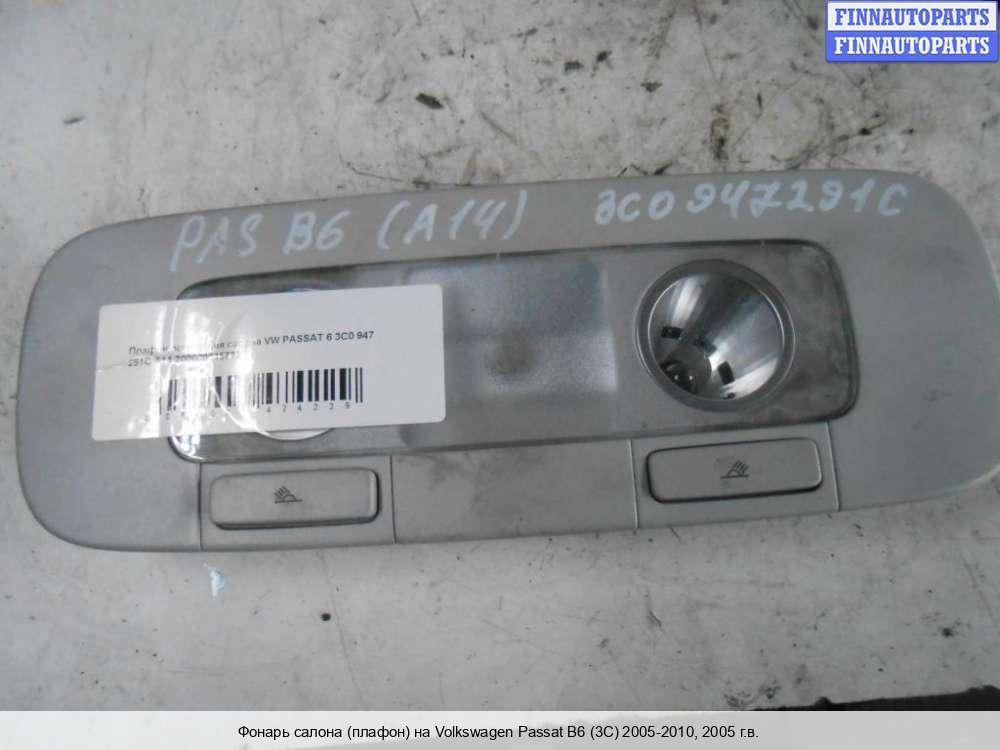 FINNAUTOPARTS
FINNAUTOPARTS
PAS B6 (A14) 3C0947291C
VW PASSAT 6 3C0 947
291C
Фонарь салона (плафон) на Volkswagen Passat B6 (3C) 2005-2010, 2005 г.в.